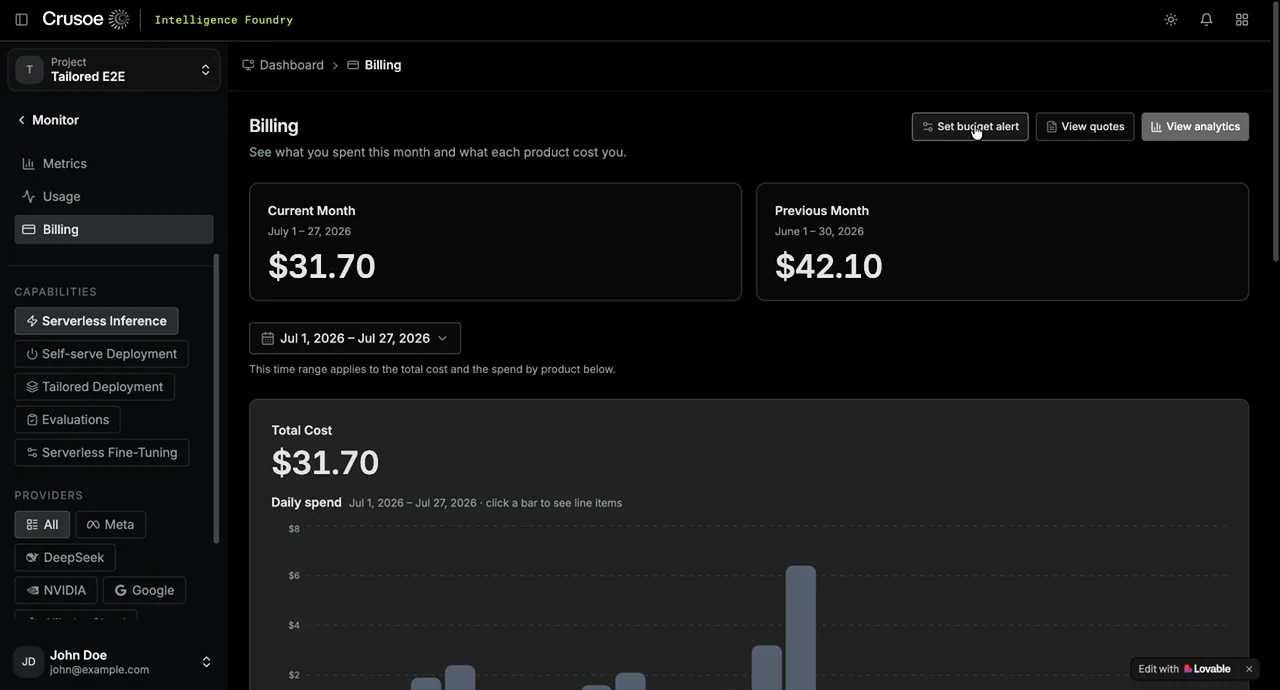 Crusoe
Intelligence Foundry
T
Project
Tailored E2E
Monitor
Metrics
Usage
Billing
CAPABILITIES
Serverless Inference
Self-serve Deployment
Tailored Deployment
Evaluations
Serverless Fine-Tuning
PROVIDERS
All
Meta
DeepSeek
NVIDIA
Google
JD
John Doe
john@example.com
Dashboard > Billing
Billing
See what you spent this month and what each product cost you.
Set budget alert
View quotes
View analytics
Current Month
July 1 – 27, 2026
$31.70
Previous Month
June 1 – 30, 2026
$42.10
Jul 1, 2026 – Jul 27, 2026
This time range applies to the total cost and the spend by product below.
Total Cost
$31.70
Daily spend Jul 1, 2026 – Jul 27, 2026 · click a bar to see line items
$8
$6
$4
$2
Edit with Lovable ×